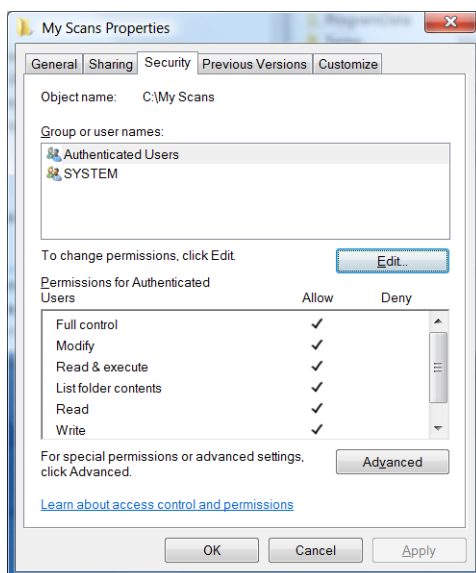 My Scans Properties
General Sharing Security Previous Versions Customize
Object name: C:\My Scans
Group or user names:
Authenticated Users
SYSTEM
To change permissions, click Edit.
Edit...
Permissions for Authenticated
Users Allow Deny
Full control
Modify
Read & execute
List folder contents
Read
Write
For special permissions or advanced settings,
click Advanced.
Advanced
Learn about access control and permissions
OK Cancel Apply